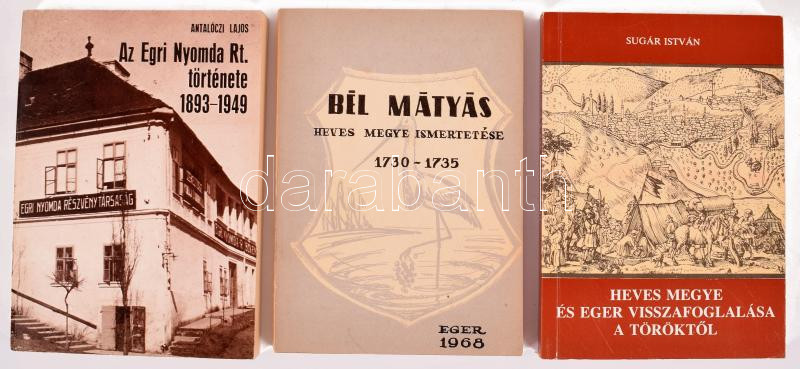 ANTALÓCZI LAJOS
Az Egri Nyomda Rt.
története
1893-1949
EGRI NYOMDA RÉSZVÉNYTÁRSASÁG
BÉL MÁTYÁS
HEVES MEGYE ISMERTETÉSE
1730-1735
EGER
1968
SUGÁR ISTVÁN
HEVES MEGYE
ÉS EGER VISSZAFOGLALÁSA
A TÖRÖKTŐL
darabanth